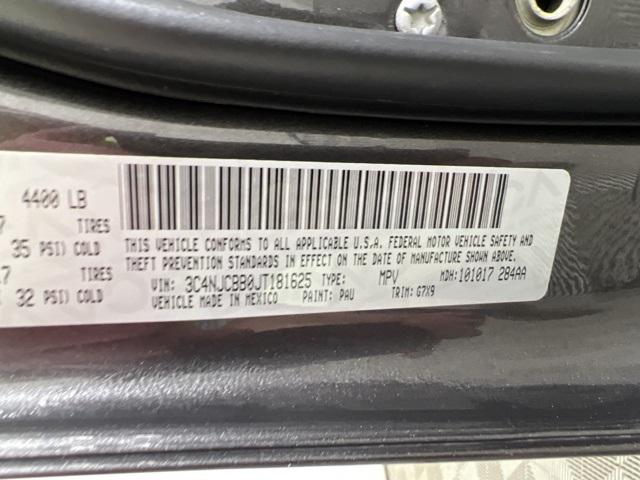 4400 LB
TIRES
35 PSI) COLD
TIRES
32 PSI) COLD
THIS VEHICLE CONFORMS TO ALL APPLICABLE U.S.A. FEDERAL MOTOR VEHICLE SAFETY AND
THEFT PREVENTION STANDARDS IN EFFECT ON THE DATE OF MANUFACTURE SHOWN ABOVE.
VIN: 3C4NJCBB0JT181625 TYPE: MPV MDH: 101017 284AA
VEHICLE MADE IN MEXICO PAINT: PAU TRIM: G7X9